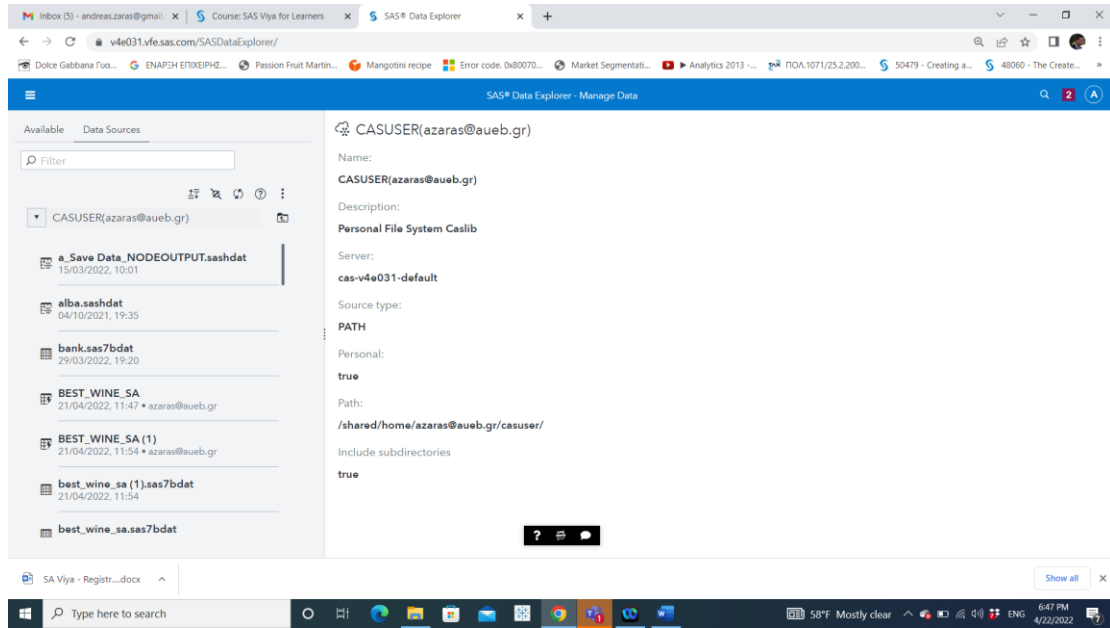 Inbox (5) - andreas.zaras@gmail
Course: SAS Viya for Learners
SAS® Data Explorer
v4e031.vfe.sas.com/SASDataExplorer/
Dolce Gabbana Γυα...
ΕΝΑΡΞΗ ΕΠΙΧΕΙΡΗΣ...
Passion Fruit Martin...
Mangotini recipe
Error code. 0x80070...
Market Segmentati...
Analytics 2013 -...
ΠΟΛ.1071/25.2.200...
50479 - Creating a...
48060 - The Create...
»
SAS® Data Explorer - Manage Data
2
A
Available Data Sources
Filter
CASUSER(azaras@aueb.gr)
a_Save Data_NODEOUTPUT.sashdat
15/03/2022, 10:01
alba.sashdat
04/10/2021, 19:35
bank.sas7bdat
29/03/2022, 19:20
BEST_WINE_SA
21/04/2022, 11:47 • azaras@aueb.gr
BEST_WINE_SA (1)
21/04/2022, 11:54 • azaras@aueb.gr
best_wine_sa (1).sas7bdat
21/04/2022, 11:54
best_wine_sa.sas7bdat
CASUSER(azaras@aueb.gr)
Name:
CASUSER(azaras@aueb.gr)
Description:
Personal File System Caslib
Server:
cas-v4e031-default
Source type:
PATH
Personal:
true
Path:
/shared/home/azaras@aueb.gr/casuser/
Include subdirectories
true
SA Viya - Registr....docx
Show all
Type here to search
58°F Mostly clear
ENG
6:47 PM
4/22/2022